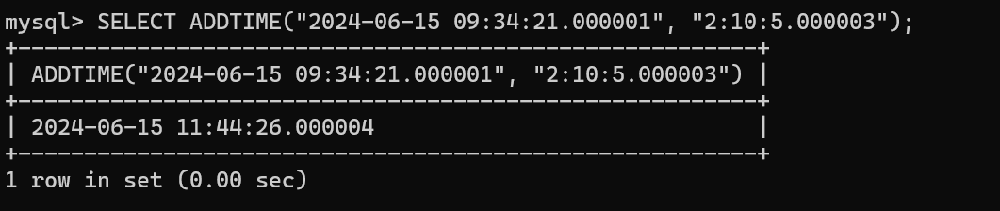 mysql> SELECT ADDTIME("2024-06-15 09:34:21.000001", "2:10:5.000003");
+---------------------------------------------------------+
| ADDTIME("2024-06-15 09:34:21.000001", "2:10:5.000003") |
+---------------------------------------------------------+
| 2024-06-15 11:44:26.000004                              |
+---------------------------------------------------------+
1 row in set (0.00 sec)